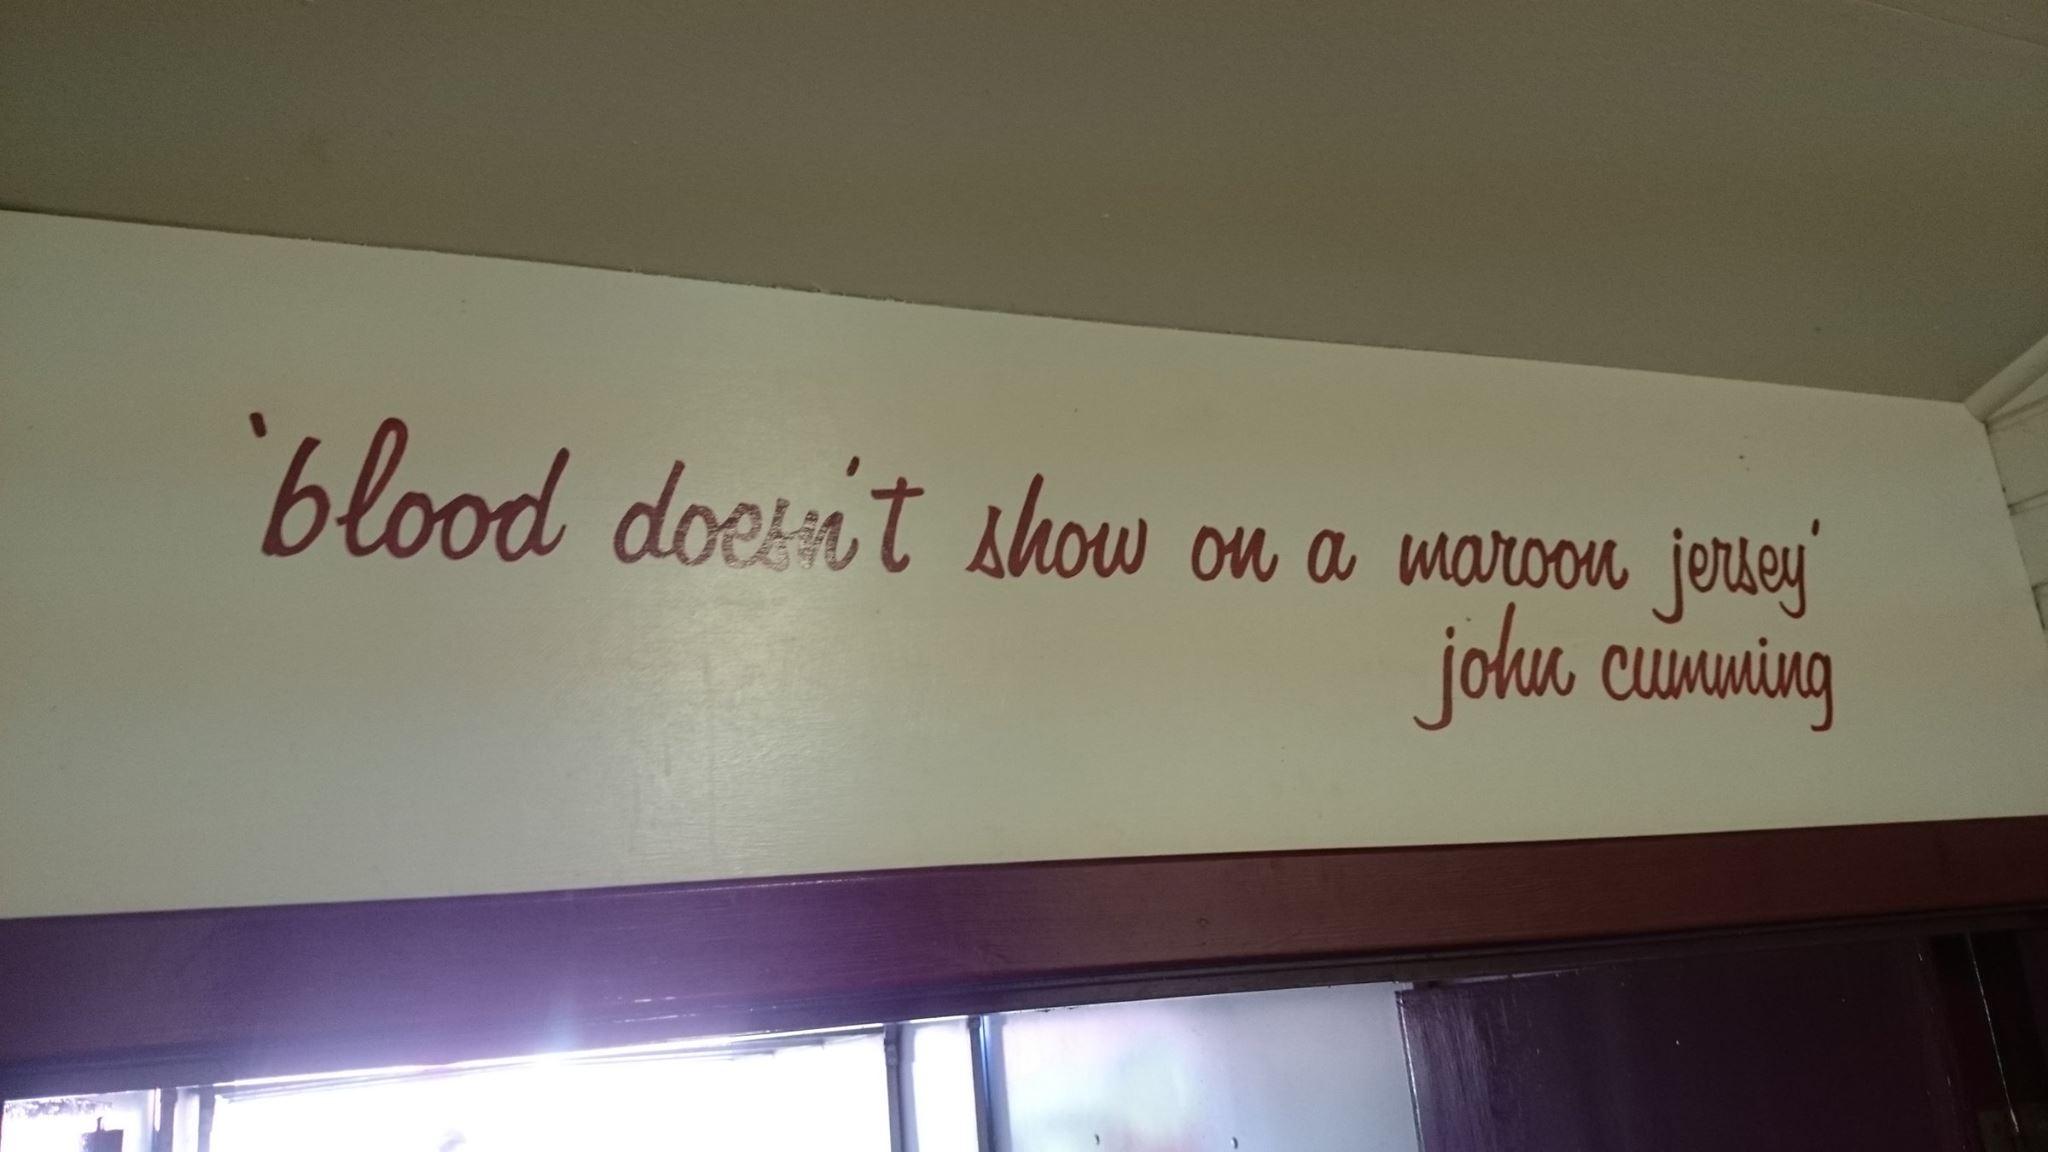 'blood doesn't show on a maroon jersey'
john cumming